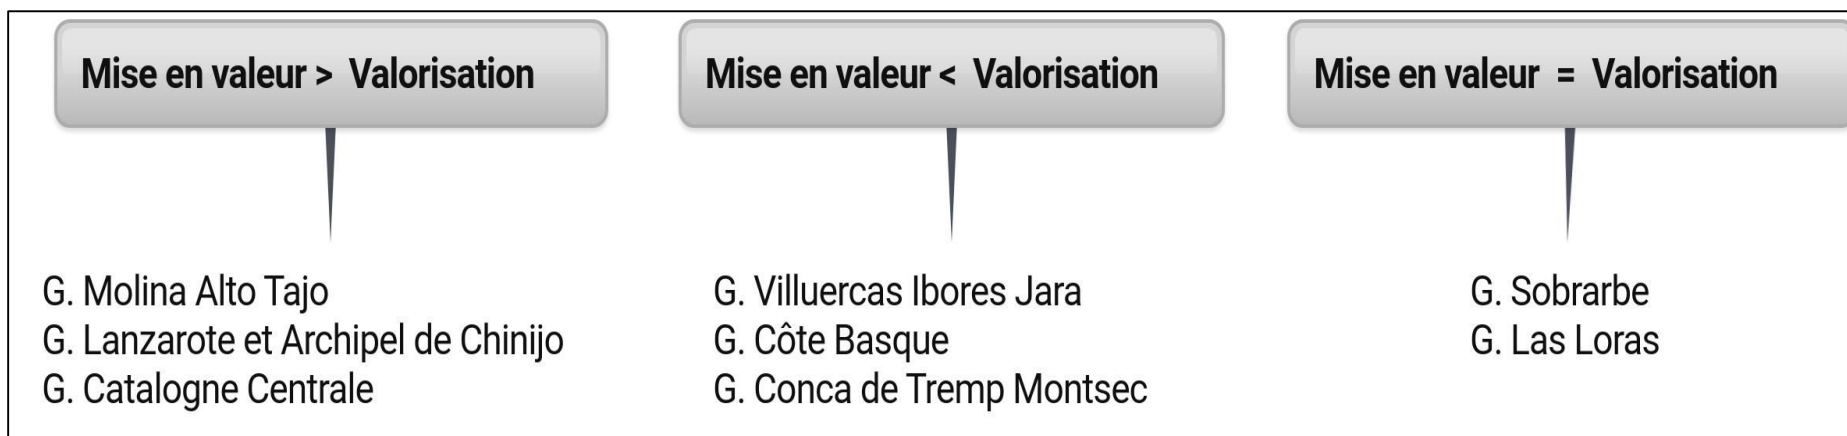 Mise en valeur > Valorisation
G. Molina Alto Tajo
G. Lanzarote et Archipel de Chinijo
G. Catalogne Centrale
Mise en valeur < Valorisation
G. Villuercas Ibores Jara
G. Côte Basque
G. Conca de Tremp Montsec
Mise en valeur = Valorisation
G. Sobrarbe
G. Las Loras